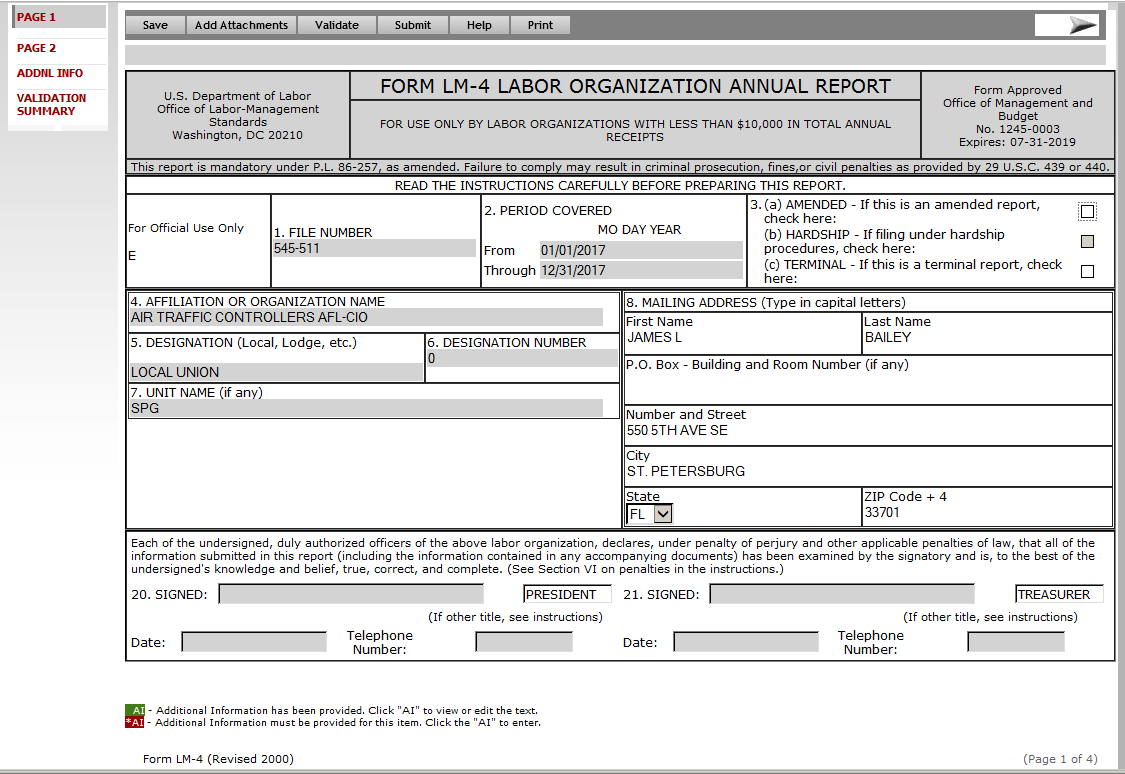 PAGE 1
PAGE 2
ADDNL INFO
VALIDATION
SUMMARY
Save
Add Attachments
Validate
Submit
Help
Print
U.S. Department of Labor
Office of Labor-Management
Standards
Washington, DC 20210
FORM LM-4 LABOR ORGANIZATION ANNUAL REPORT
FOR USE ONLY BY LABOR ORGANIZATIONS WITH LESS THAN $10,000 IN TOTAL ANNUAL
RECEIPTS
Form Approved
Office of Management and
Budget
No. 1245-0003
Expires: 07-31-2019
This report is mandatory under P.L. 86-257, as amended. Failure to comply may result in criminal prosecution, fines,or civil penalties as provided by 29 U.S.C. 439 or 440.
READ THE INSTRUCTIONS CAREFULLY BEFORE PREPARING THIS REPORT.
For Official Use Only
E
1. FILE NUMBER
545-511
2. PERIOD COVERED
MO DAY YEAR
From 01/01/2017
Through 12/31/2017
3. (a) AMENDED - If this is an amended report,
check here:
(b) HARDSHIP - If filing under hardship
procedures, check here:
(c) TERMINAL - If this is a terminal report, check
here:
4. AFFILIATION OR ORGANIZATION NAME
AIR TRAFFIC CONTROLLERS AFL-CIO
5. DESIGNATION (Local, Lodge, etc.)
LOCAL UNION
6. DESIGNATION NUMBER
0
7. UNIT NAME (if any)
SPG
8. MAILING ADDRESS (Type in capital letters)
First Name
JAMES L
Last Name
BAILEY
P.O. Box - Building and Room Number (if any)
Number and Street
550 5TH AVE SE
City
ST. PETERSBURG
State
FL
ZIP Code + 4
33701
Each of the undersigned, duly authorized officers of the above labor organization, declares, under penalty of perjury and other applicable penalties of law, that all of the
information submitted in this report (including the information contained in any accompanying documents) has been examined by the signatory and is, to the best of the
undersigned's knowledge and belief, true, correct, and complete. (See Section VI on penalties in the instructions.)
20. SIGNED: PRESIDENT
(If other title, see instructions)
Date: Telephone
Number:
21. SIGNED: TREASURER
(If other title, see instructions)
Date: Telephone
Number:
AI - Additional Information has been provided. Click "AI" to view or edit the text.
*AI - Additional Information must be provided for this item. Click the "AI" to enter.
Form LM-4 (Revised 2000)
(Page 1 of 4)